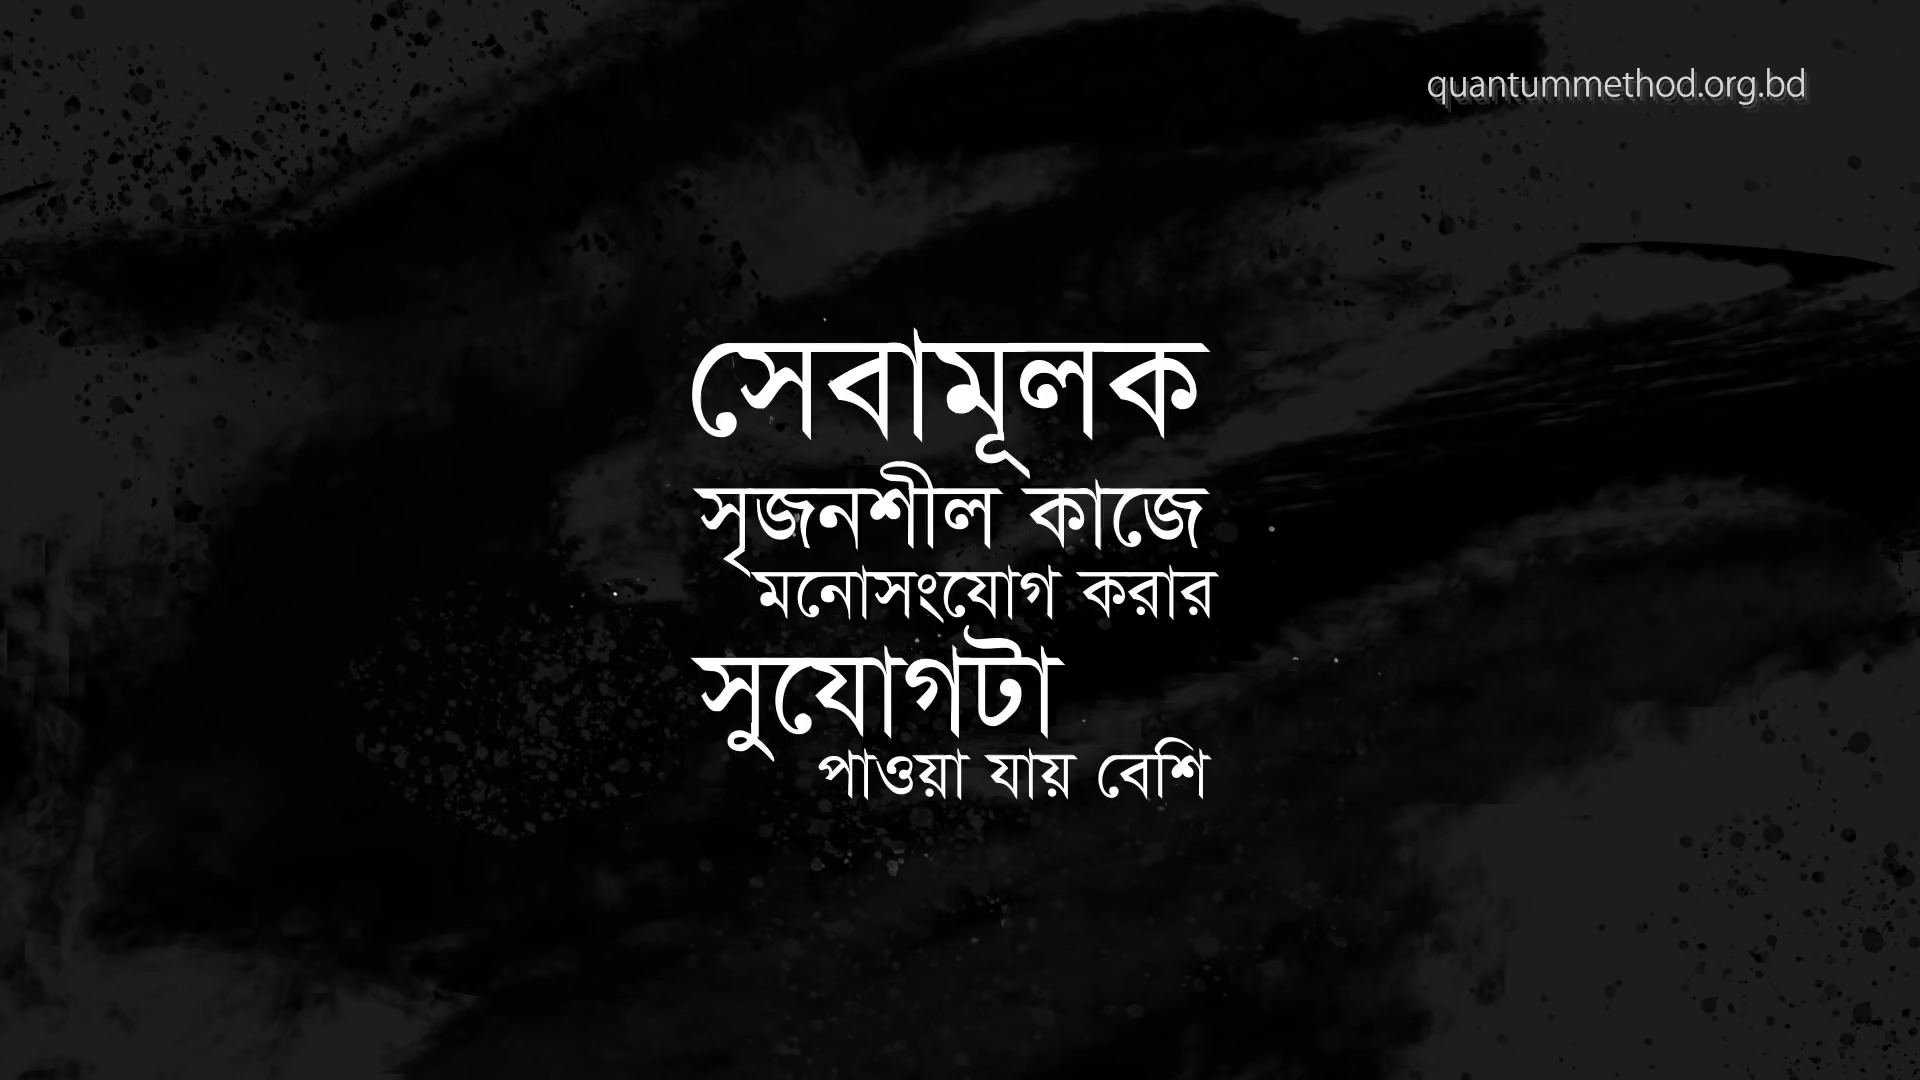 quantummethod.org.bd
সেবামূলক
সৃজনশীল কাজে
মনোসংযোগ করার
সুযোগটা
পাওয়া যায় বেশি